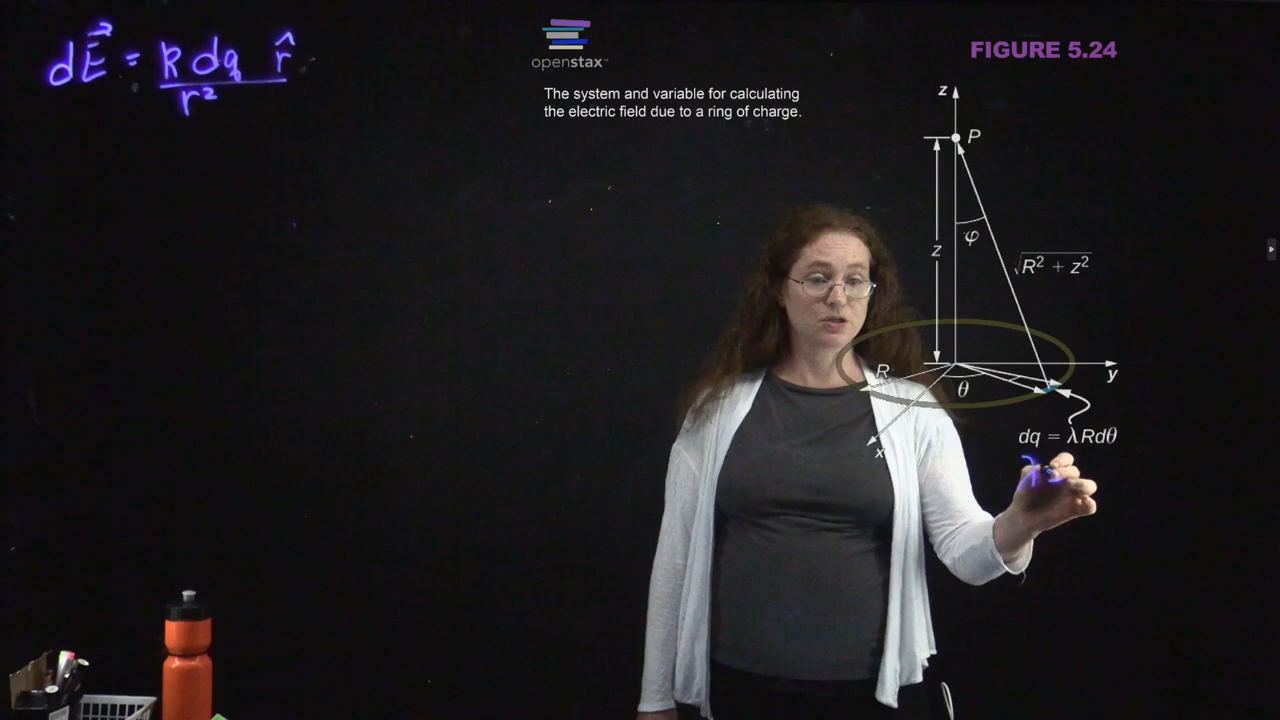 dE⃗ = k dq r̂
r²
openstax™
The system and variable for calculating
the electric field due to a ring of charge.
FIGURE 5.24
z
P
φ
z
√R² + z²
R
θ
y
x
dq = λRdθ
λ =